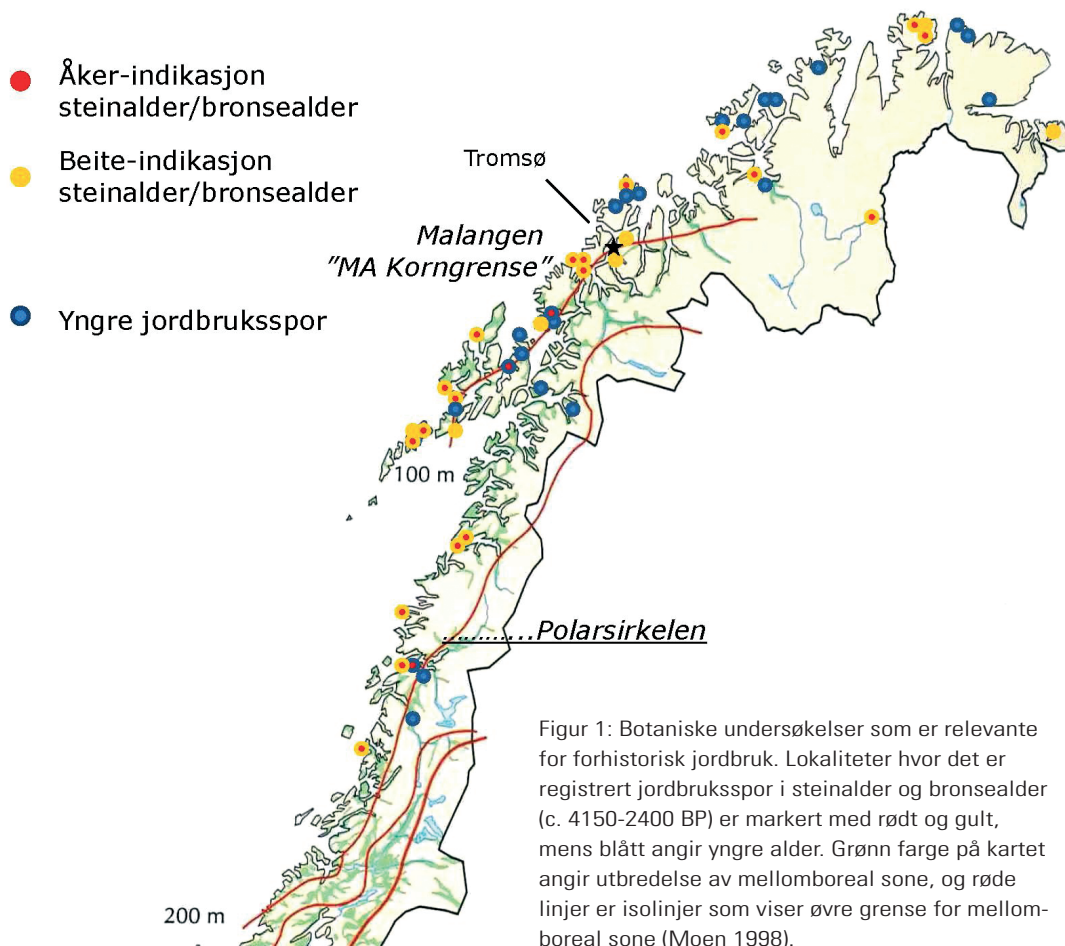 Åker-indikasjon
steinalder/bronsealder
Beite-indikasjon
steinalder/bronsealder
Yngre jordbruksspor
Tromsø
Malangen
"MA Korngrense"
100 m
...........Polarsirkelen
200 m
Figur 1: Botaniske undersøkelser som er relevante
for forhistorisk jordbruk. Lokaliteter hvor det er
registrert jordbruksspor i steinalder og bronsealder
(c. 4150-2400 BP) er markert med rødt og gult,
mens blått angir yngre alder. Grønn farge på kartet
angir utbredelse av mellomboreal sone, og røde
linjer er isolinjer som viser øvre grense for mellom-
boreal sone (Moen 1998).